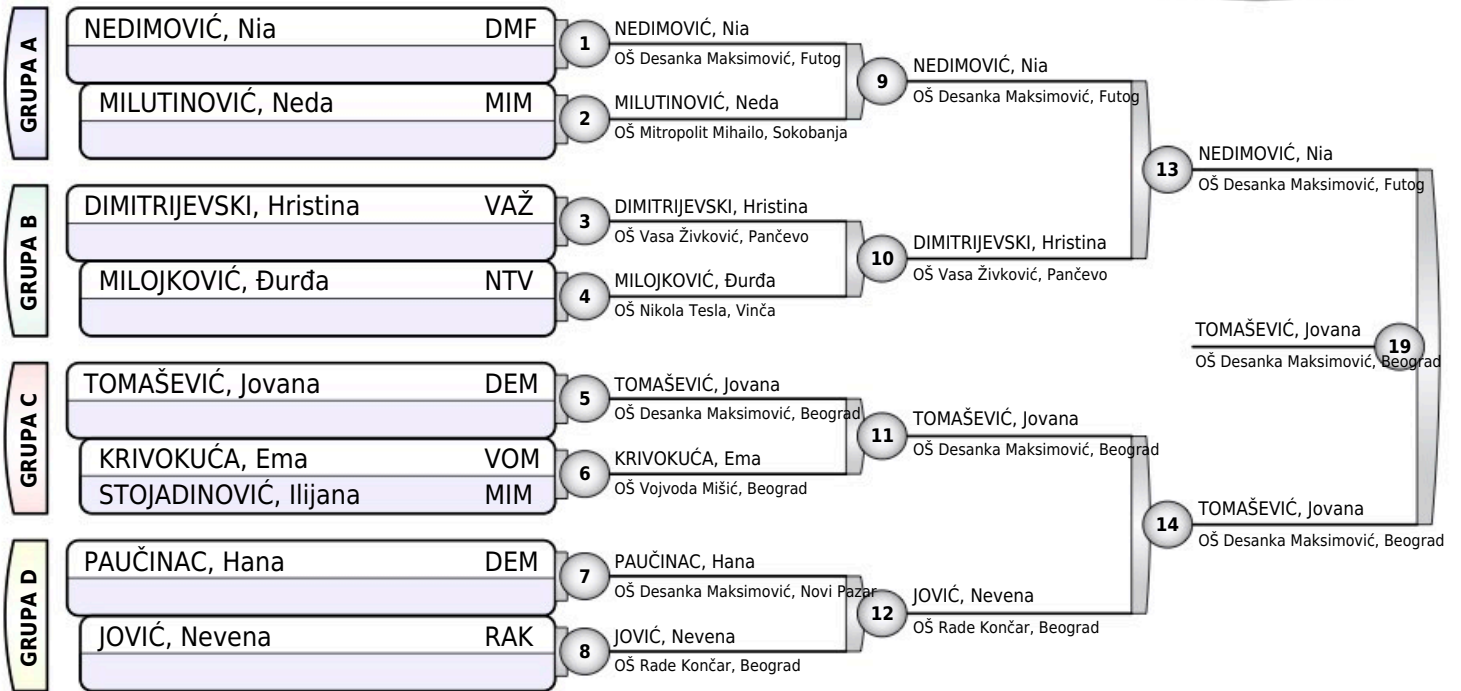 GRUPA A
NEDIMOVIĆ, Nia DMF
MILUTINOVIĆ, Neda MIM
GRUPA B
DIMITRIJEVSKI, Hristina VAŽ
MILOJKOVIĆ, Đurđa NTV
GRUPA C
TOMAŠEVIĆ, Jovana DEM
KRIVOKUĆA, Ema VOM
STOJADINOVIĆ, Ilijana MIM
GRUPA D
PAUČINAC, Hana DEM
JOVIĆ, Nevena RAK
1
NEDIMOVIĆ, Nia
OŠ Desanka Maksimović, Futog
2
MILUTINOVIĆ, Neda
OŠ Mitropolit Mihailo, Sokobanja
3
DIMITRIJEVSKI, Hristina
OŠ Vasa Živković, Pančevo
4
MILOJKOVIĆ, Đurđa
OŠ Nikola Tesla, Vinča
5
TOMAŠEVIĆ, Jovana
OŠ Desanka Maksimović, Beograd
6
KRIVOKUĆA, Ema
OŠ Vojvoda Mišić, Beograd
7
PAUČINAC, Hana
OŠ Desanka Maksimović, Novi Pazar
8
JOVIĆ, Nevena
OŠ Rade Končar, Beograd
9
NEDIMOVIĆ, Nia
OŠ Desanka Maksimović, Futog
10
DIMITRIJEVSKI, Hristina
OŠ Vasa Živković, Pančevo
11
TOMAŠEVIĆ, Jovana
OŠ Desanka Maksimović, Beograd
12
JOVIĆ, Nevena
OŠ Rade Končar, Beograd
13
NEDIMOVIĆ, Nia
OŠ Desanka Maksimović, Futog
14
TOMAŠEVIĆ, Jovana
OŠ Desanka Maksimović, Beograd
19
TOMAŠEVIĆ, Jovana
OŠ Desanka Maksimović, Beograd